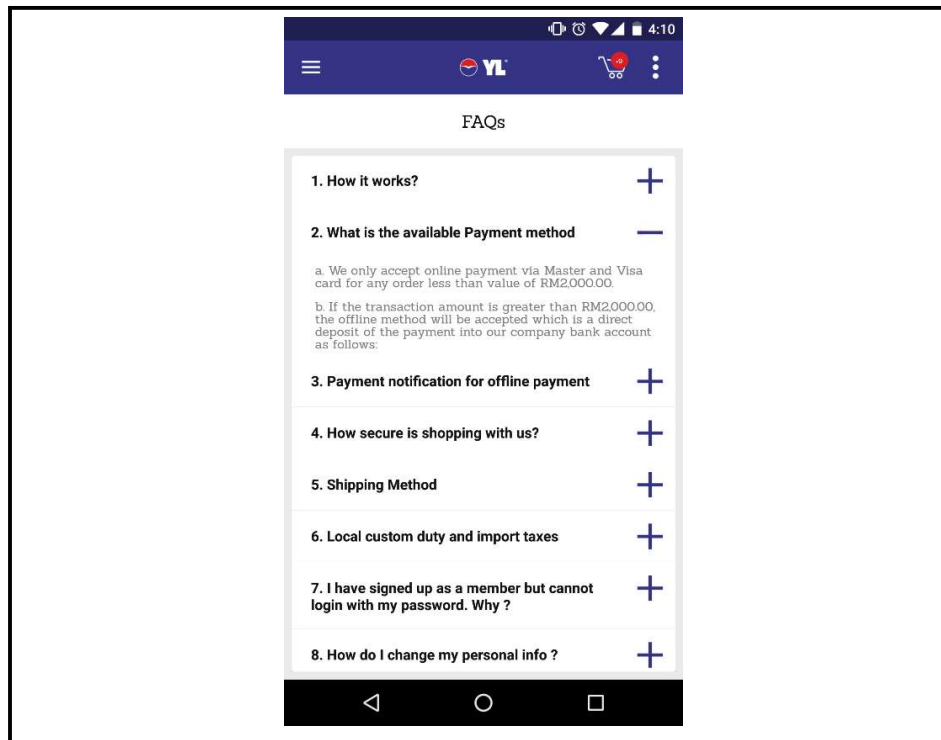 4:10
YL
FAQs
1. How it works?
2. What is the available Payment method
a. We only accept online payment via Master and Visa
card for any order less than value of RM2,000.00.
b. If the transaction amount is greater than RM2,000.00,
the offline method will be accepted which is a direct
deposit of the payment into our company bank account
as follows:
3. Payment notification for offline payment
4. How secure is shopping with us?
5. Shipping Method
6. Local custom duty and import taxes
7. I have signed up as a member but cannot
login with my password. Why ?
8. How do I change my personal info ?